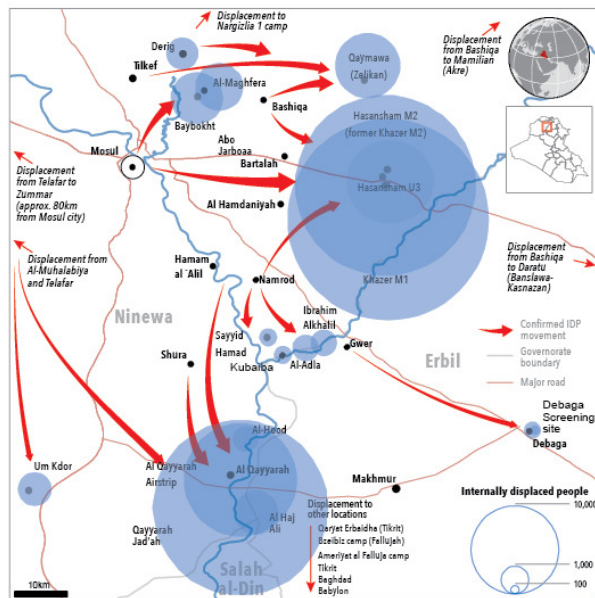 Displacement to
Nargizlia 1 camp
Displacement
from Bashiqa
to Mamilian
(Akre)
Derig
Tilkef
Qaymawa
(Zelikan)
Al-Maghfera
Bashiqa
Baybokht
Hasansham M2
(former Khazer M2)
Mosul
Abo
Jarboaa
Bartalah
Displacement
from Telafar to
Zummar
(approx. 80km
from Mosul city)
Hasansham U3
Al Hamdaniyah
Displacement from
Al-Muhalabiya
and Telafar
Displacement
from Bashiqa
to Daratu
(Banslawa-
Kasnazan)
Hamam
al `Alil
Namrod
Khazer M1
Ninewa
Ibrahim
Alkhalil
Sayyid
Hamad
Kubaiba
Al-Adla
Gwer
Erbil
Confirmed IDP
movement
Governorate
boundary
Major road
Shura
Debaga
Screening
site
Debaga
Al-Hood
Um Kdor
Al Qayyarah
Airstrip
Al Qayyarah
Makhmur
Qayyarah
Jad'ah
Al Haj
Ali
Displacement to
other locations
Qaryat Erbaidha (Tikrit)
Bzeibiz camp (Fallujah)
Ameriyat al Falluja camp
Tikrit
Baghdad
Babylon
Internally displaced people
10,000
1,000
100
Salah
al-Din
10km